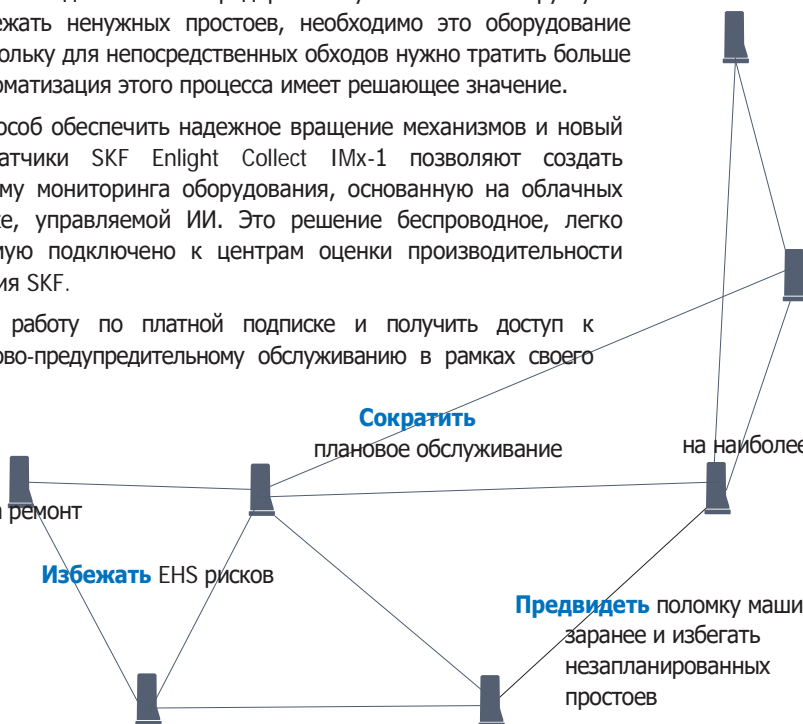 ежать ненужных простоев, необходимо это оборудование
ольку для непосредственных обходов нужно тратить больше
оматизация этого процесса имеет решающее значение.
особ обеспечить надежное вращение механизмов и новый
атчики SKF Enlight Collect IMx-1 позволяют создать
ему мониторинга оборудования, основанную на облачных
ке, управляемой ИИ. Это решение беспроводное, легко
мую подключено к центрам оценки производительности
ия SKF.
работу по платной подписке и получить доступ к
ово-предупредительному обслуживанию в рамках своего
Сократить
плановое обслуживание
на наиболее
а ремонт
Избежать EHS рисков
Предвидеть поломку маши
заранее и избегать
незапланированных
простоев